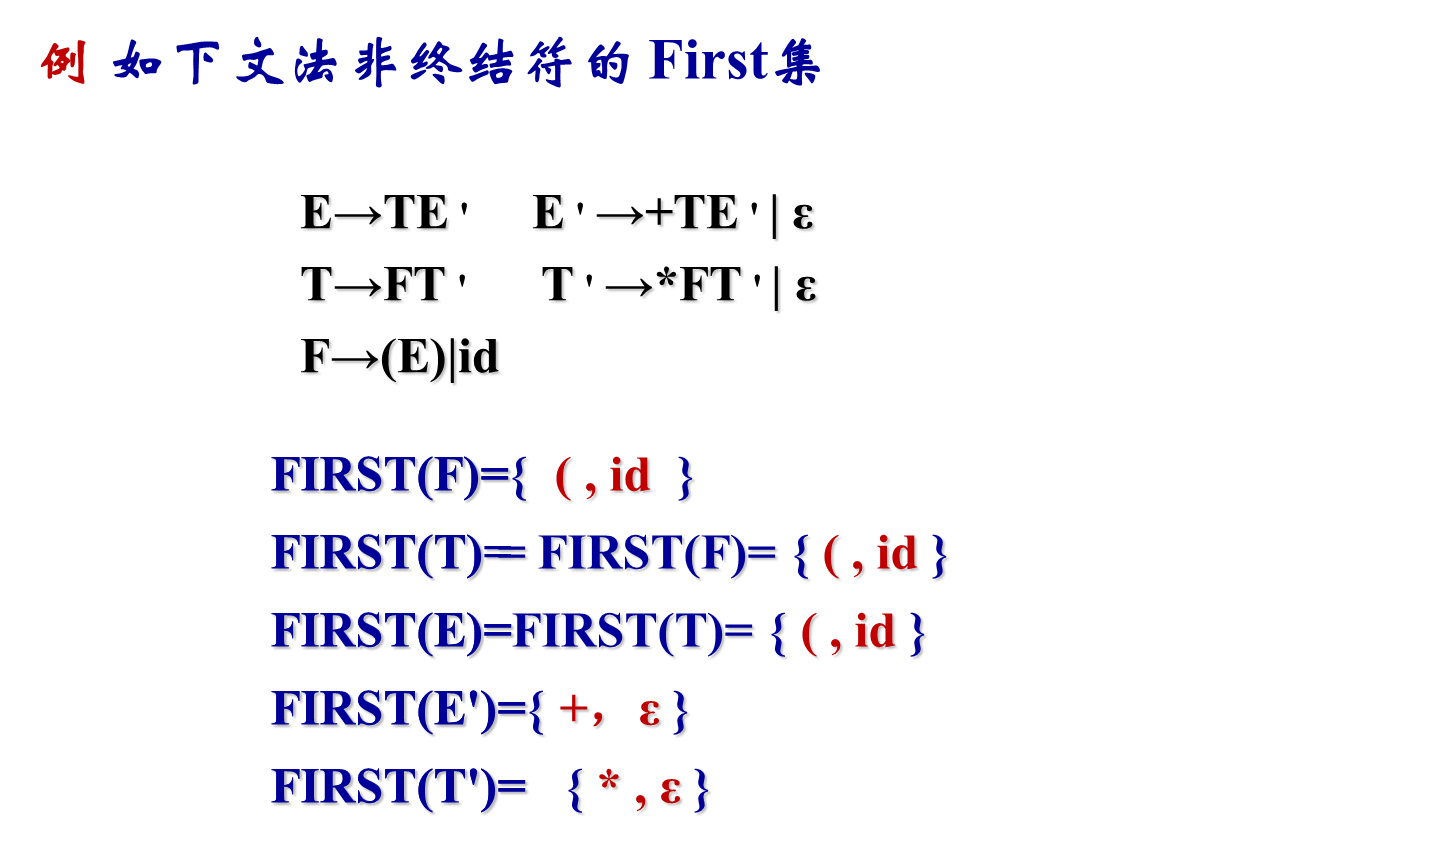 例 如下文法非终结符的 First集
E→TE ' E ' →+TE ' | ε
T→FT ' T ' →*FT ' | ε
F→(E)|id
FIRST(F)={ ( , id }
FIRST(T)== FIRST(F)= { ( , id }
FIRST(E)=FIRST(T)= { ( , id }
FIRST(E')={ +, ε }
FIRST(T')= { * , ε }